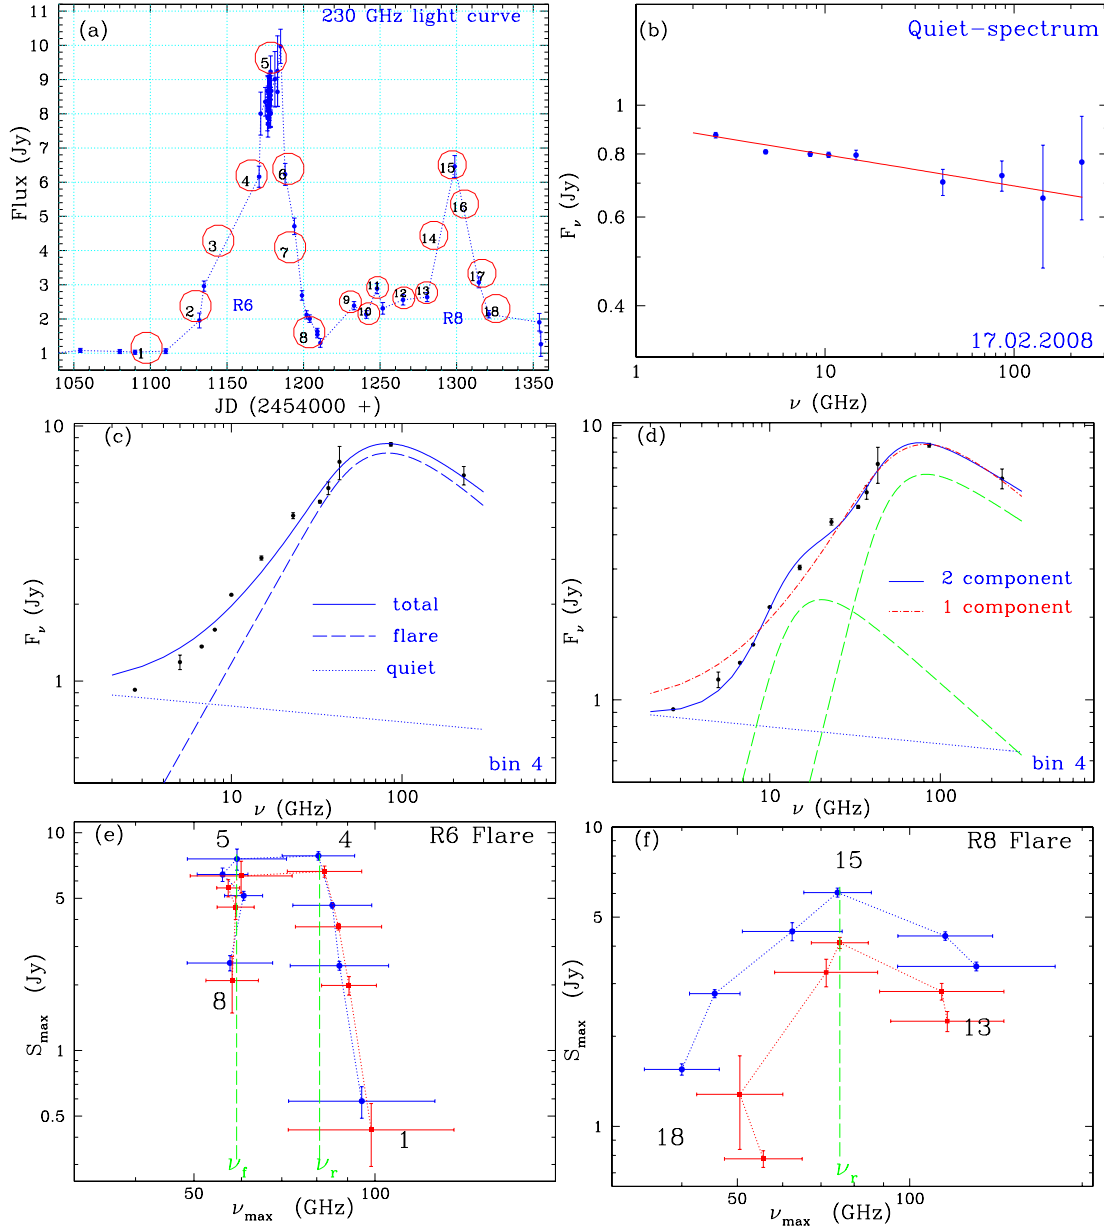 (a)
230 GHz light curve
Flux (Jy)
11
10
9
8
7
6
5
4
3
2
1
1
2
3
4
5
6
7
8
9
10
11
12
13
14
15
16
17
18
R6
R8
1050
1100
1150
1200
1250
1300
1350
JD (2454000 +)
(b)
Quiet-spectrum
F_ν (Jy)
1
0.8
0.6
0.4
17.02.2008
1
10
100
ν (GHz)
(c)
F_ν (Jy)
10
1
total
flare
quiet
bin 4
10
100
ν (GHz)
(d)
F_ν (Jy)
10
1
2 component
1 component
bin 4
10
100
ν (GHz)
(e)
R6 Flare
S_max (Jy)
10
5
1
0.5
5
4
8
1
ν_f
ν_r
50
100
ν_max (GHz)
(f)
R8 Flare
S_max (Jy)
10
5
1
15
13
18
ν_r
50
100
ν_max (GHz)